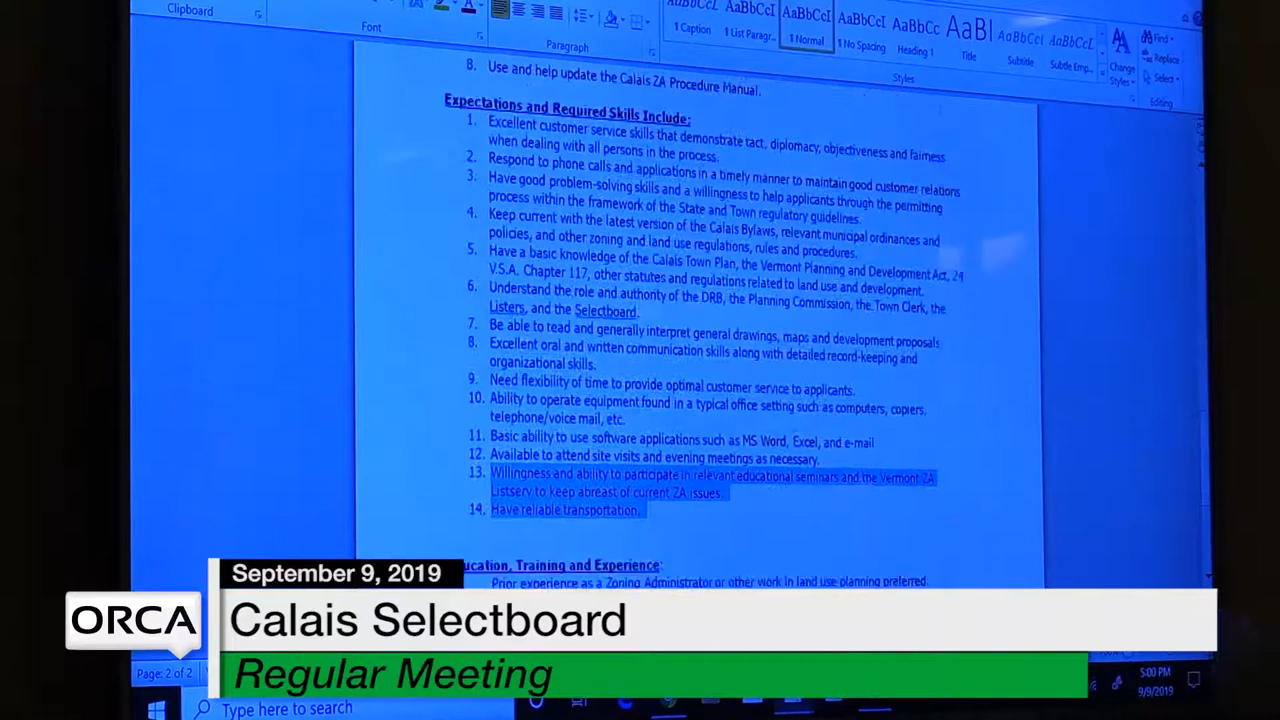 Clipboard
Font
Paragraph
AaBbCcL AaBbCcI AaBbCcI AaBbCcI AaBbCc AaBl AaBbCcI AaBbCcL
1 Caption 1 List Paragr... 1 Normal 1 No Spacing Heading 1 Title Subtitle Subtle Emp...
Styles
Change
Styles
Find
Replace
Select
Editing
8. Use and help update the Calais ZA Procedure Manual.
Expectations and Required Skills Include:
1. Excellent customer service skills that demonstrate tact, diplomacy, objectiveness and fairness
when dealing with all persons in the process.
2. Respond to phone calls and applications in a timely manner to maintain good customer relations
3. Have good problem-solving skills and a willingness to help applicants through the permitting
process within the framework of the State and Town regulatory guidelines.
4. Keep current with the latest version of the Calais Bylaws, relevant municipal ordinances and
policies, and other zoning and land use regulations, rules and procedures.
5. Have a basic knowledge of the Calais Town Plan, the Vermont Planning and Development Act, 24
V.S.A. Chapter 117, other statutes and regulations related to land use and development.
6. Understand the role and authority of the DRB, the Planning Commission, the Town Clerk, the
Listers, and the Selectboard.
7. Be able to read and generally interpret general drawings, maps and development proposals
8. Excellent oral and written communication skills along with detailed record-keeping and
organizational skills.
9. Need flexibility of time to provide optimal customer service to applicants.
10. Ability to operate equipment found in a typical office setting such as computers, copiers,
telephone/voice mail, etc.
11. Basic ability to use software applications such as MS Word, Excel, and e-mail
12. Available to attend site visits and evening meetings as necessary.
13. Willingness and ability to participate in relevant educational seminars and the Vermont ZA
Listserv to keep abreast of current ZA issues.
14. Have reliable transportation.
ucation, Training and Experience:
Prior experience as a Zoning Administrator or other work in land use planning preferred.
September 9, 2019
ORCA
Calais Selectboard
Regular Meeting
Page: 2 of 2
5:00 PM
9/9/2019
Type here to search